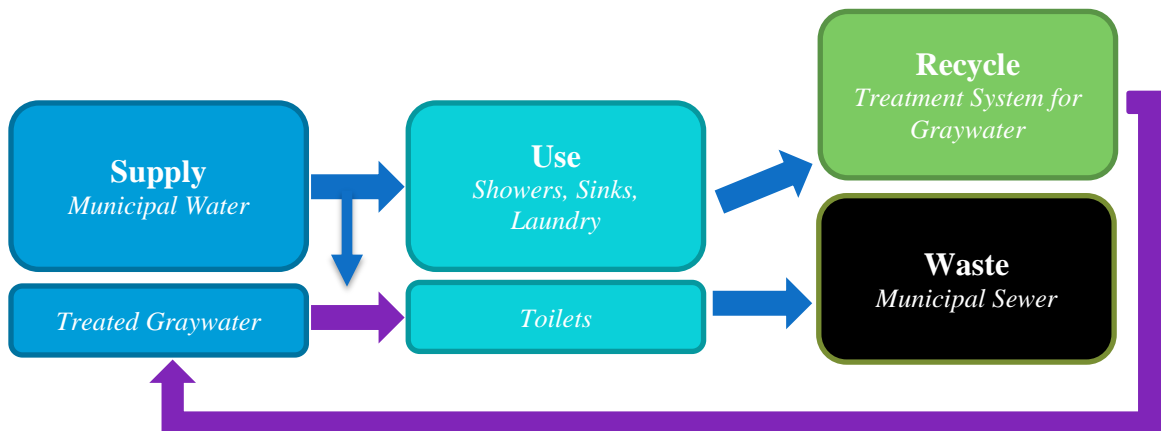 Supply
Municipal Water
Treated Graywater
Use
Showers, Sinks,
Laundry
Toilets
Recycle
Treatment System for
Graywater
Waste
Municipal Sewer